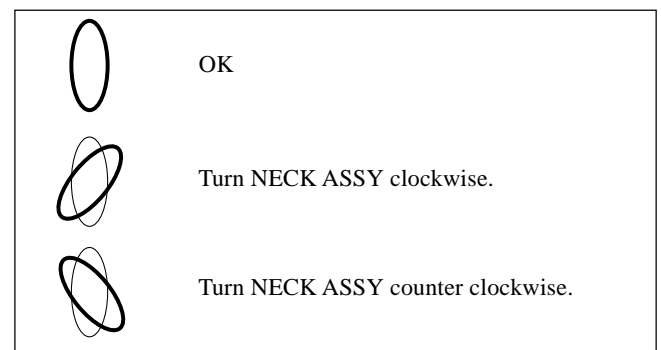 OK
Turn NECK ASSY clockwise.
Turn NECK ASSY counter clockwise.